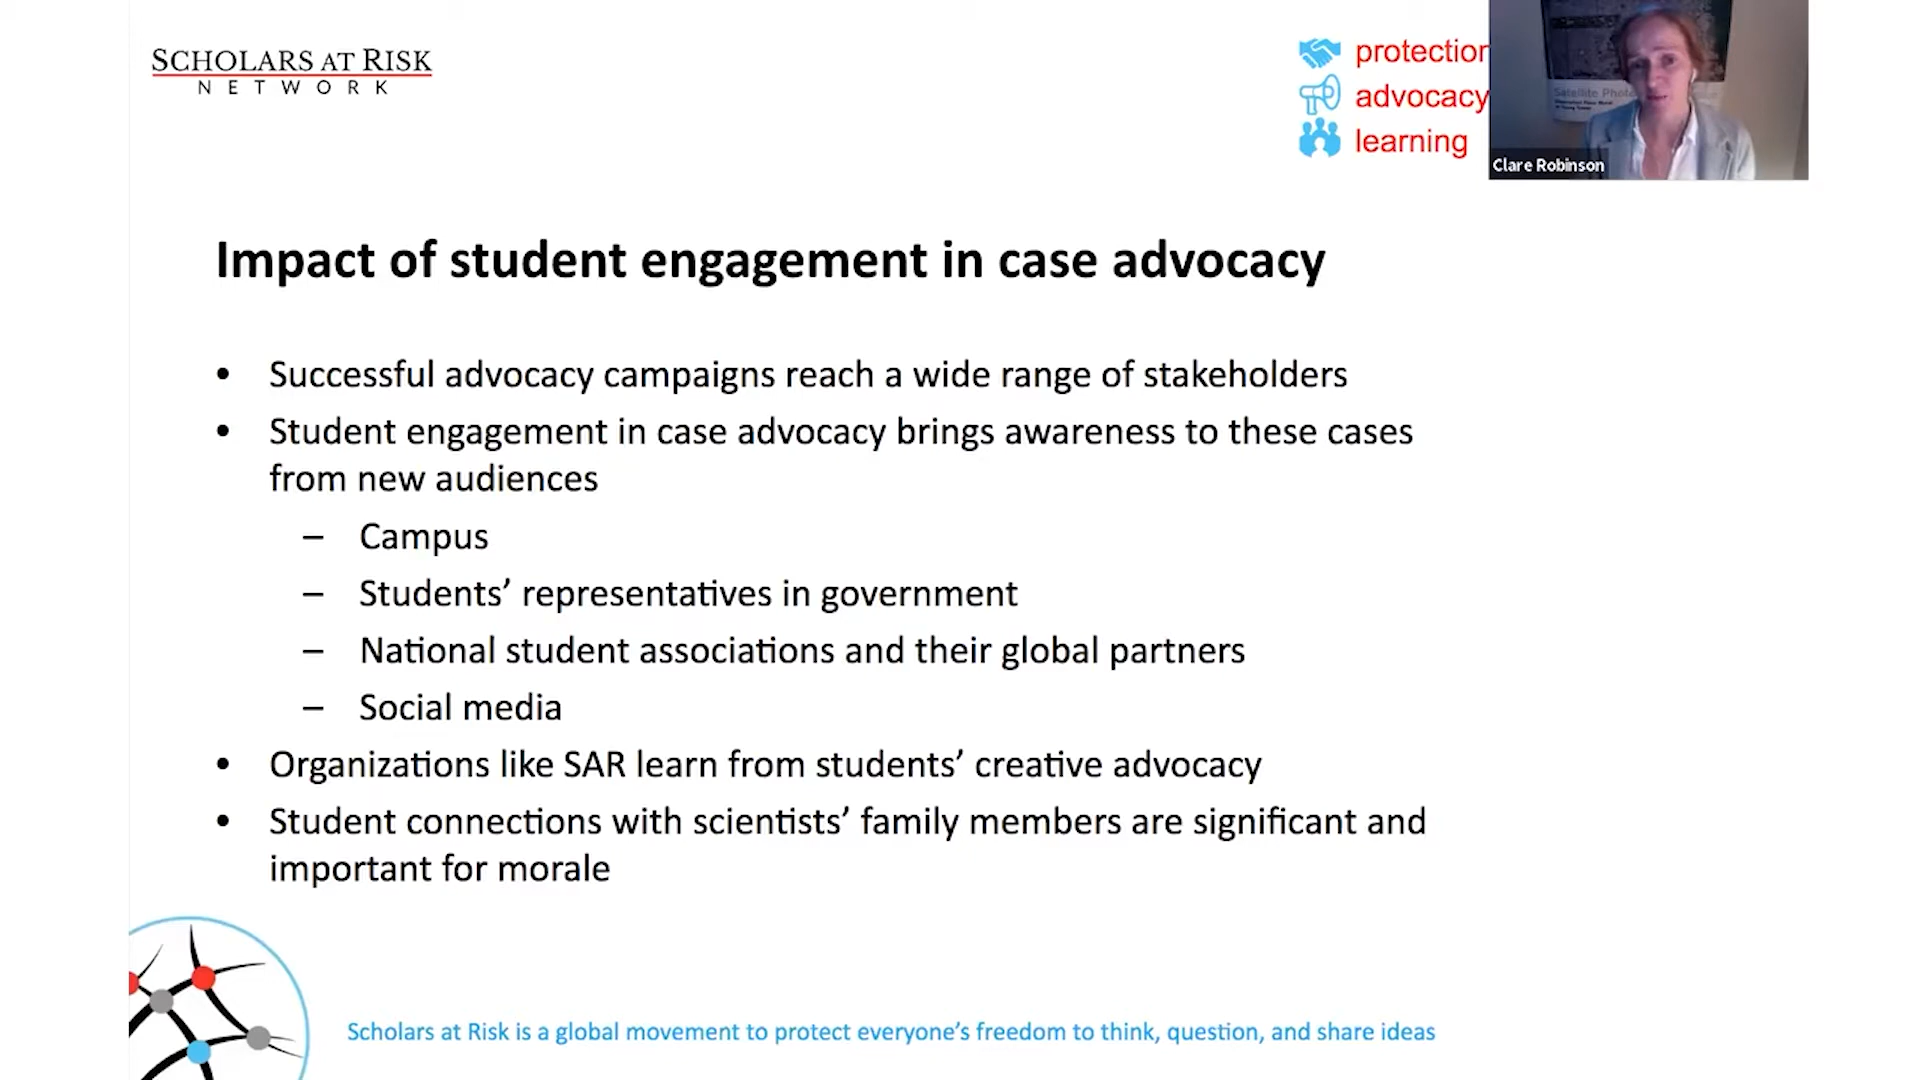 SCHOLARS AT RISK
NETWORK
protection
advocacy
learning
Satellite Photo
Clare Robinson
Impact of student engagement in case advocacy
• Successful advocacy campaigns reach a wide range of stakeholders
• Student engagement in case advocacy brings awareness to these cases
from new audiences
– Campus
– Students’ representatives in government
– National student associations and their global partners
– Social media
• Organizations like SAR learn from students’ creative advocacy
• Student connections with scientists’ family members are significant and
important for morale
Scholars at Risk is a global movement to protect everyone’s freedom to think, question, and share ideas